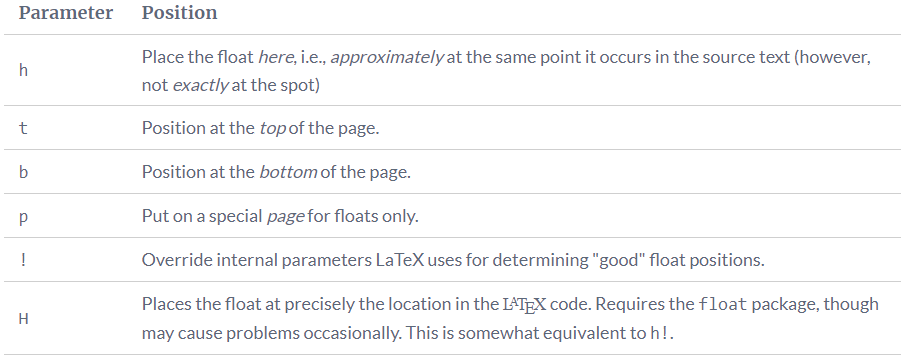 Parameter Position
h Place the float here, i.e., approximately at the same point it occurs in the source text (however,
not exactly at the spot)
t Position at the top of the page.
b Position at the bottom of the page.
p Put on a special page for floats only.
! Override internal parameters LaTeX uses for determining "good" float positions.
H Places the float at precisely the location in the LATEX code. Requires the float package, though
may cause problems occasionally. This is somewhat equivalent to h!.